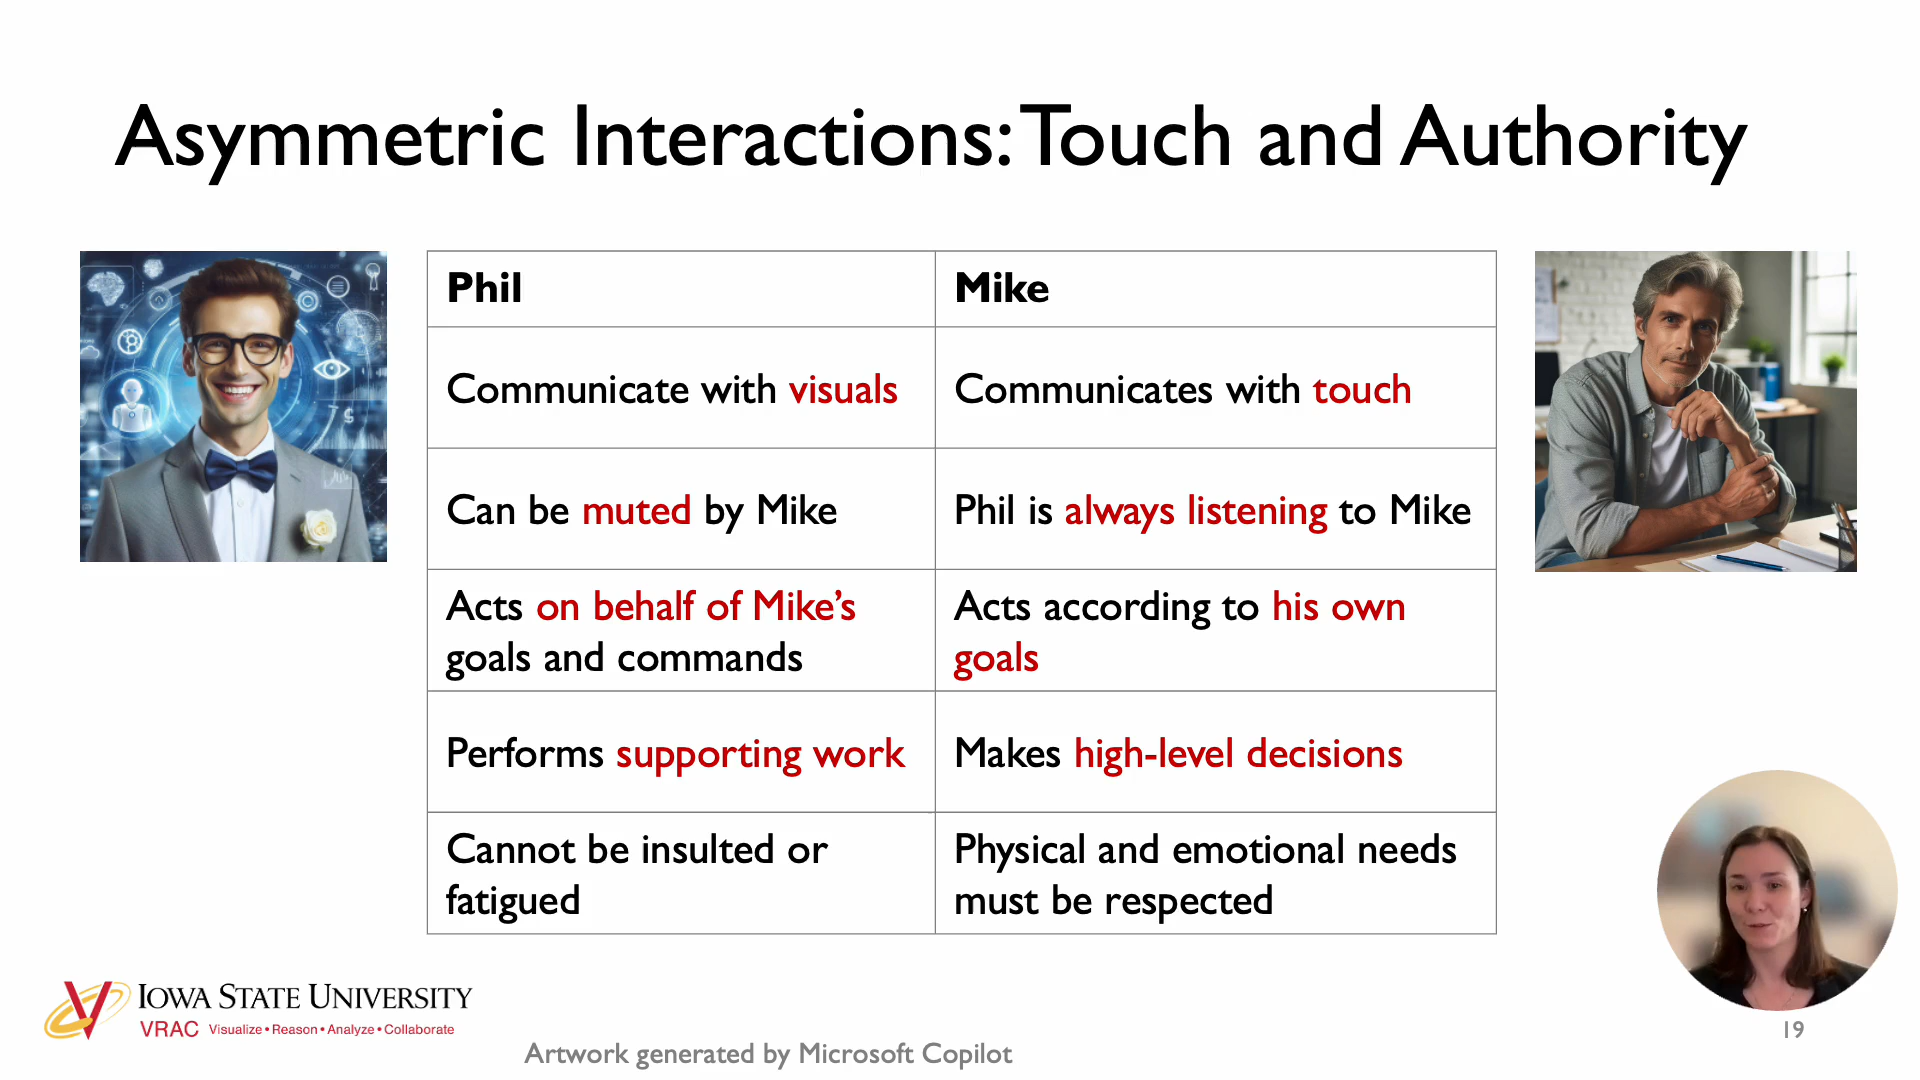 Asymmetric Interactions: Touch and Authority
Phil
Mike
Communicate with visuals
Communicates with touch
Can be muted by Mike
Phil is always listening to Mike
Acts on behalf of Mike's
goals and commands
Acts according to his own
goals
Performs supporting work
Makes high-level decisions
Cannot be insulted or
fatigued
Physical and emotional needs
must be respected
IOWA STATE UNIVERSITY
VRAC Visualize • Reason • Analyze • Collaborate
Artwork generated by Microsoft Copilot
19